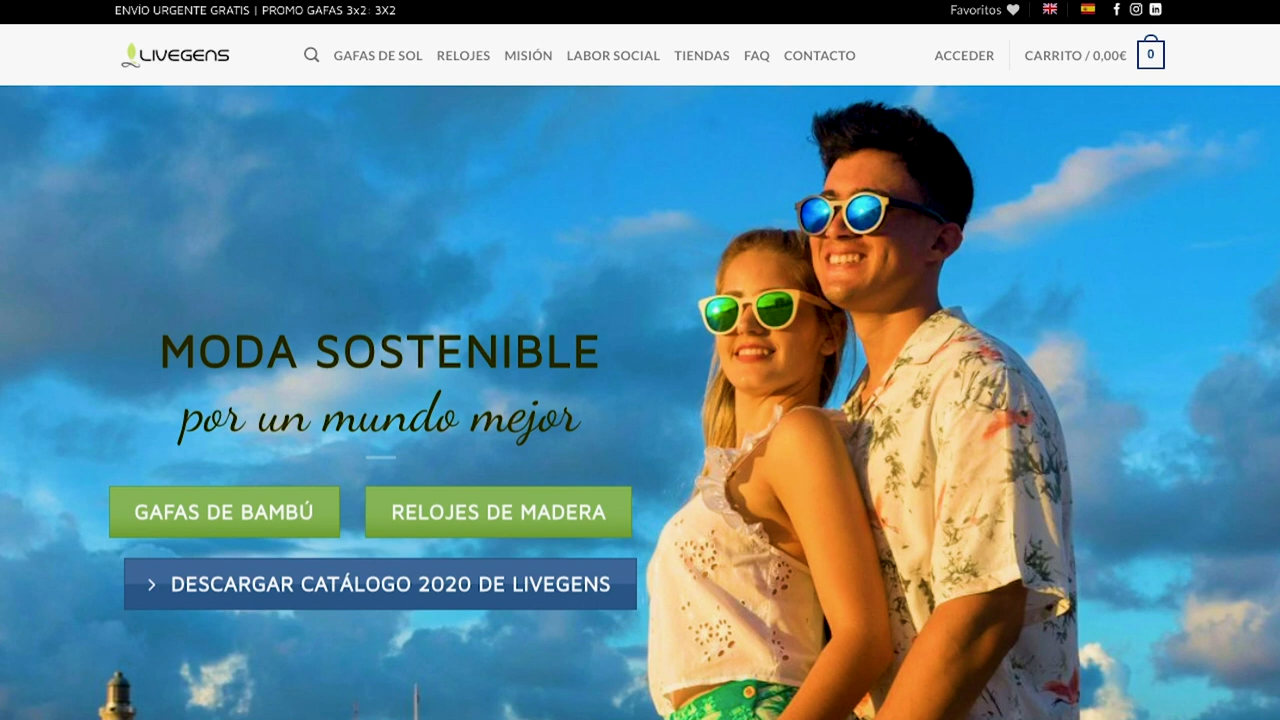 ENVÍO URGENTE GRATIS | PROMO GAFAS 3x2: 3X2
Favoritos
LIVEGENS
GAFAS DE SOL
RELOJES
MISIÓN
LABOR SOCIAL
TIENDAS
FAQ
CONTACTO
ACCEDER
CARRITO / 0,00€
0
MODA SOSTENIBLE
por un mundo mejor
GAFAS DE BAMBÚ
RELOJES DE MADERA
DESCARGAR CATÁLOGO 2020 DE LIVEGENS